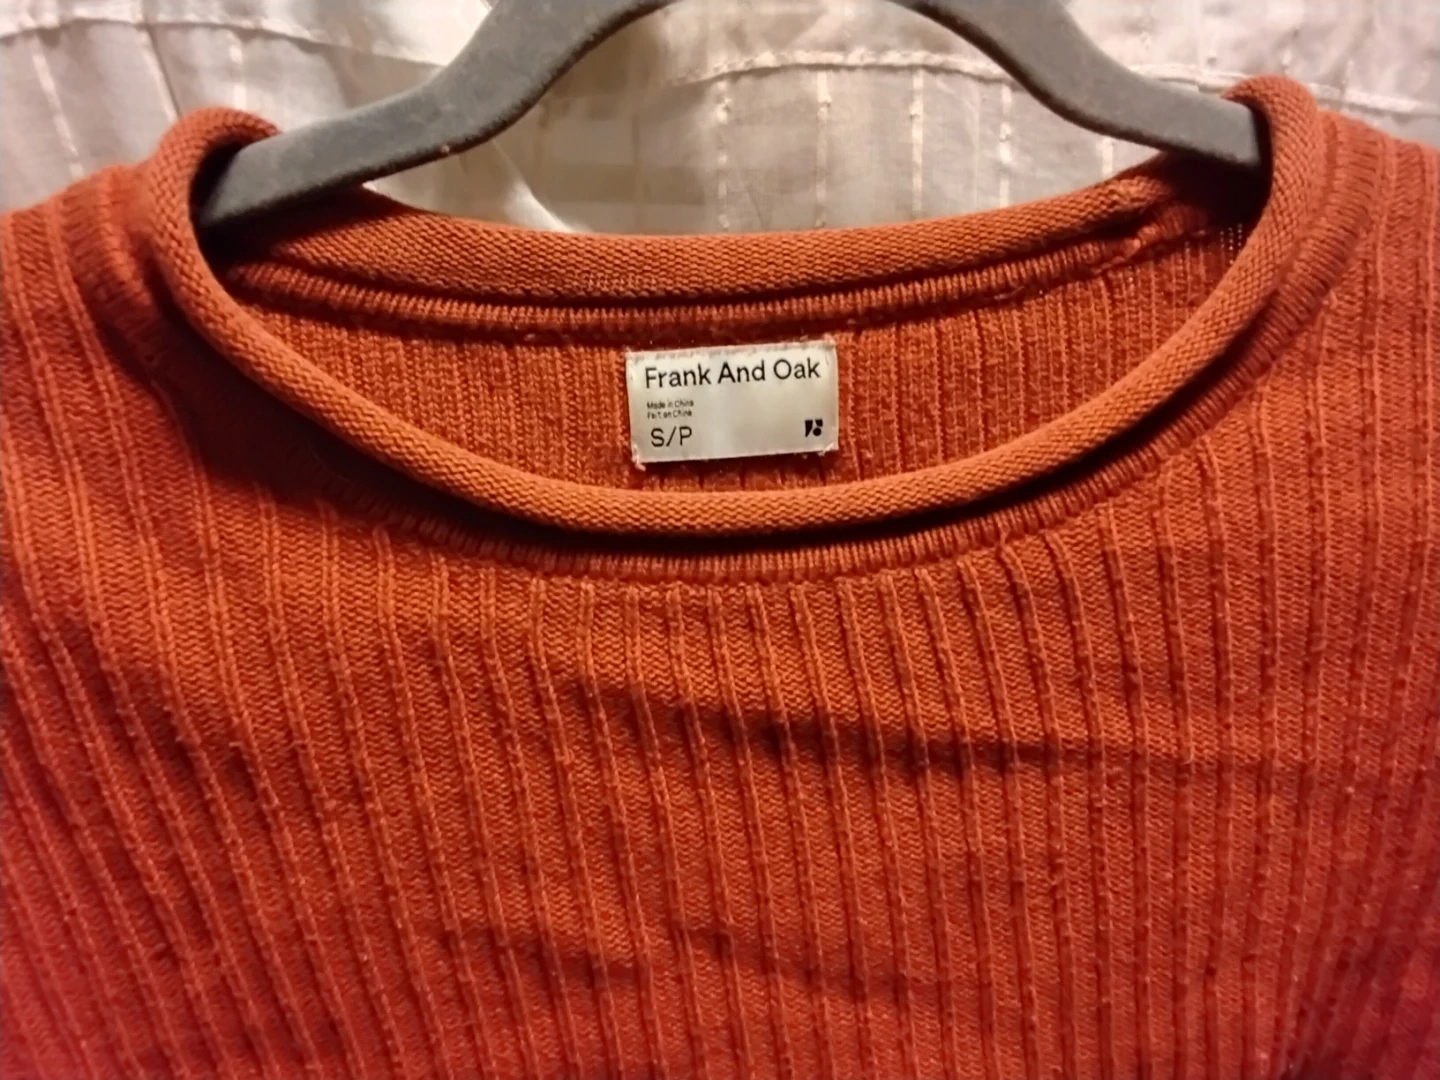 Frank And Oak
Made in China
Fait en Chine
S/P